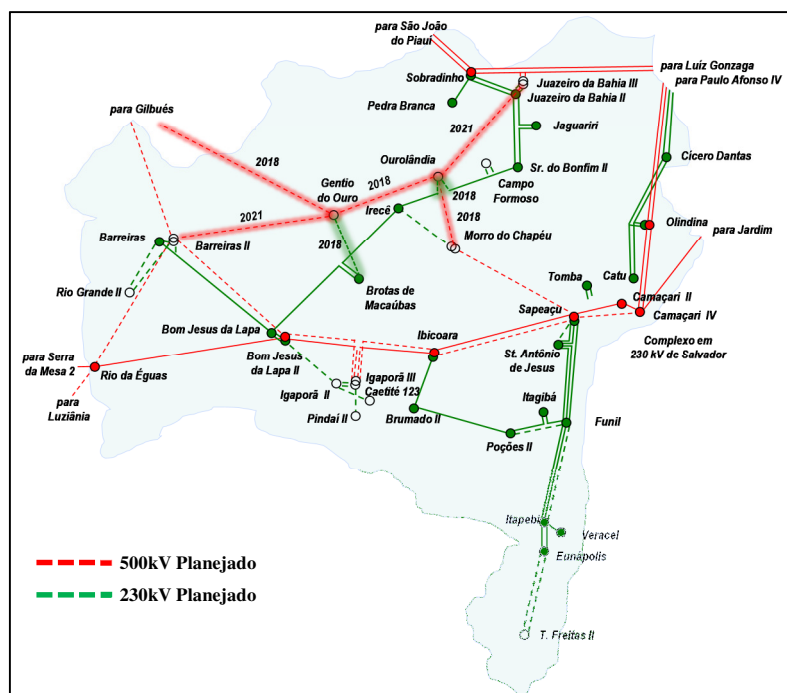 para São João
do Piauí
para Luíz Gonzaga
para Paulo Afonso IV
Sobradinho
Juazeiro da Bahia III
Juazeiro da Bahia II
Pedra Branca
para Gilbués
2021
Jaguariri
2018
Ourolândia
Cícero Dantas
Gentio
do Ouro
2018
Sr. do Bonfim II
Campo
Formoso
2018
Irecê
2018
2021
Olindina
para Jardim
Barreiras
Barreiras II
2018
Morro do Chapéu
Tomba
Catu
Rio Grande II
Brotas de
Macaúbas
Camaçari II
Sapeaçu
Camaçari IV
Bom Jesus da Lapa
Ibicoara
Complexo em
230 kV de Salvador
para Serra
da Mesa 2
Rio da Éguas
Bom Jesus
da Lapa II
St. Antônio
de Jesus
Igaporã III
Caetité 123
Igaporã II
para
Luziânia
Pindaí II
Brumado II
Itagibá
Funil
Poções II
Itapebi
Veracel
Eunápolis
500kV Planejado
230kV Planejado
T. Freitas II